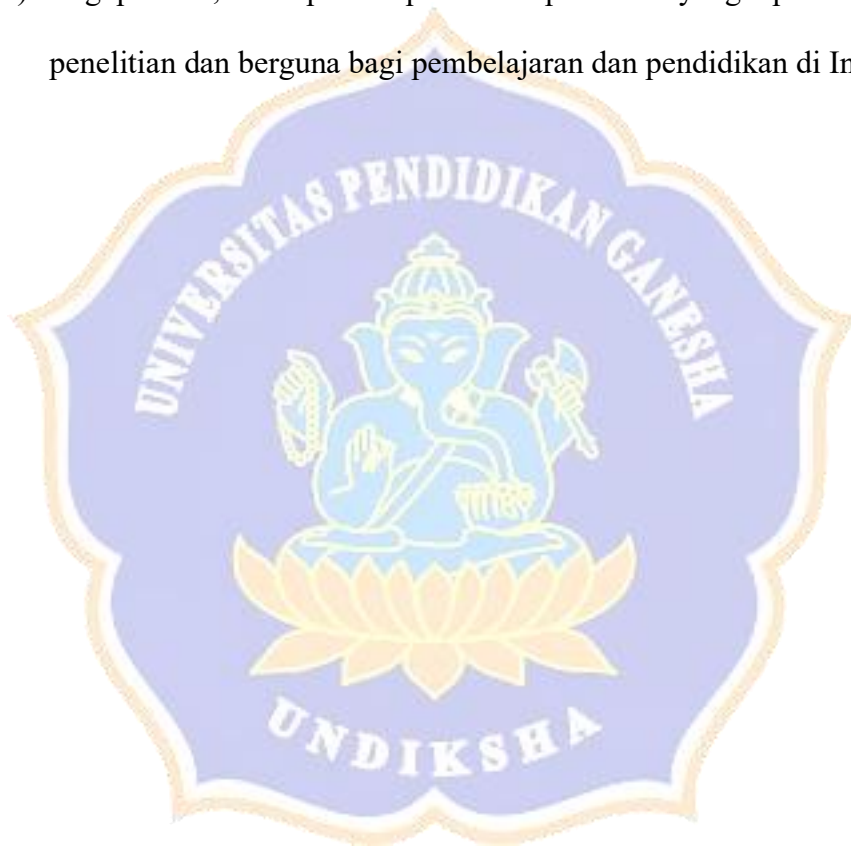 penelitian dan berguna bagi pembelajaran dan pendidikan di In
UNIVERSITAS PENDIDIKAN GANESHA
UNDIKSHA